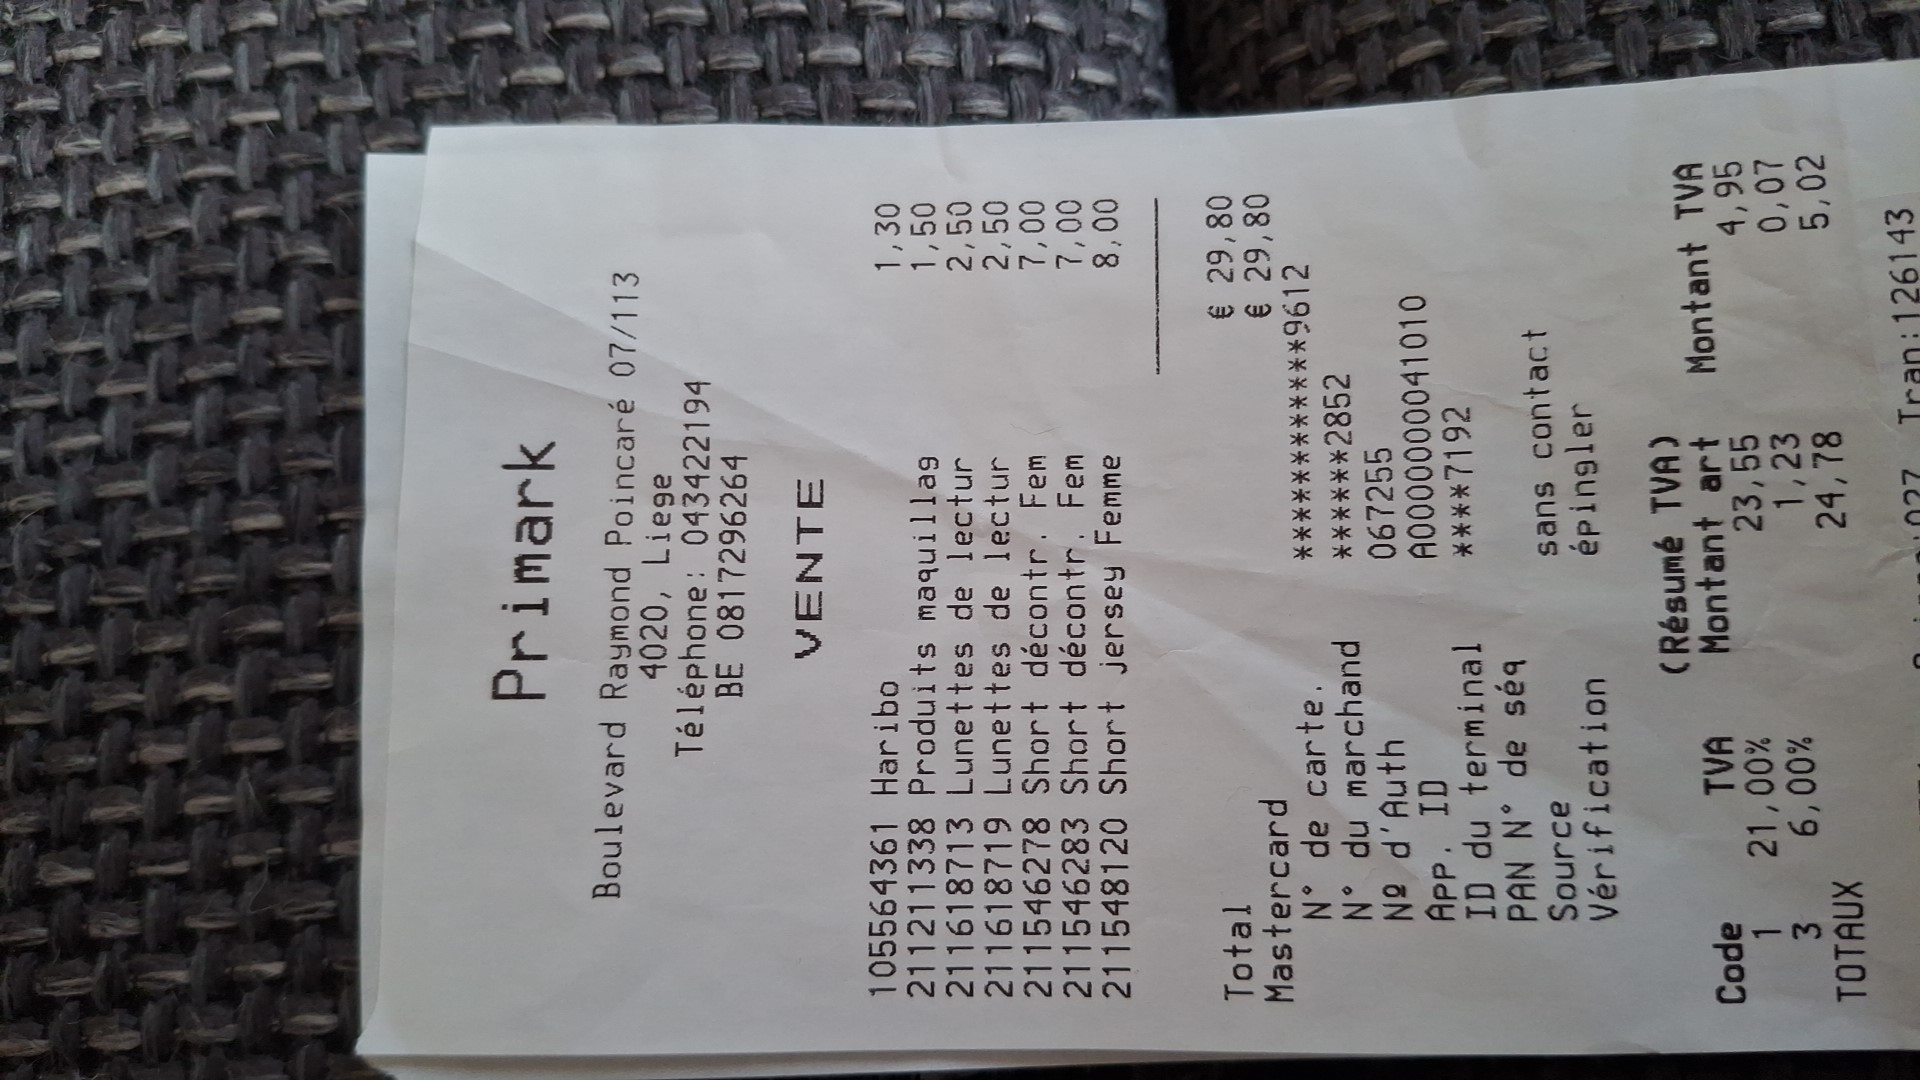 Primark
Boulevard Raymond Poincaré 07/113
4020, Liege
Téléphone: 043422194
BE 0817296264
VENTE
105564361 Haribo 1,30
211211338 Produits maquillag 1,50
211618713 Lunettes de lectur 2,50
211618719 Lunettes de lectur 2,50
211546278 Short décontr. Fem 7,00
211546283 Short décontr. Fem 7,00
211548120 Short jersey Femme 8,00
Total € 29,80
Mastercard € 29,80
N° de carte. ************9612
N° du marchand ******2852
Nº d'Auth 067255
APP. ID A0000000041010
ID du terminal ****7192
PAN N° de séq
Source sans contact
Vérification épingler
(Résumé TVA)
Code TVA Montant art Montant TVA
1 21,00% 23,55 4,95
3 6,00% 1,23 0,07
TOTAUX 24,78 5,02
Tran:126143